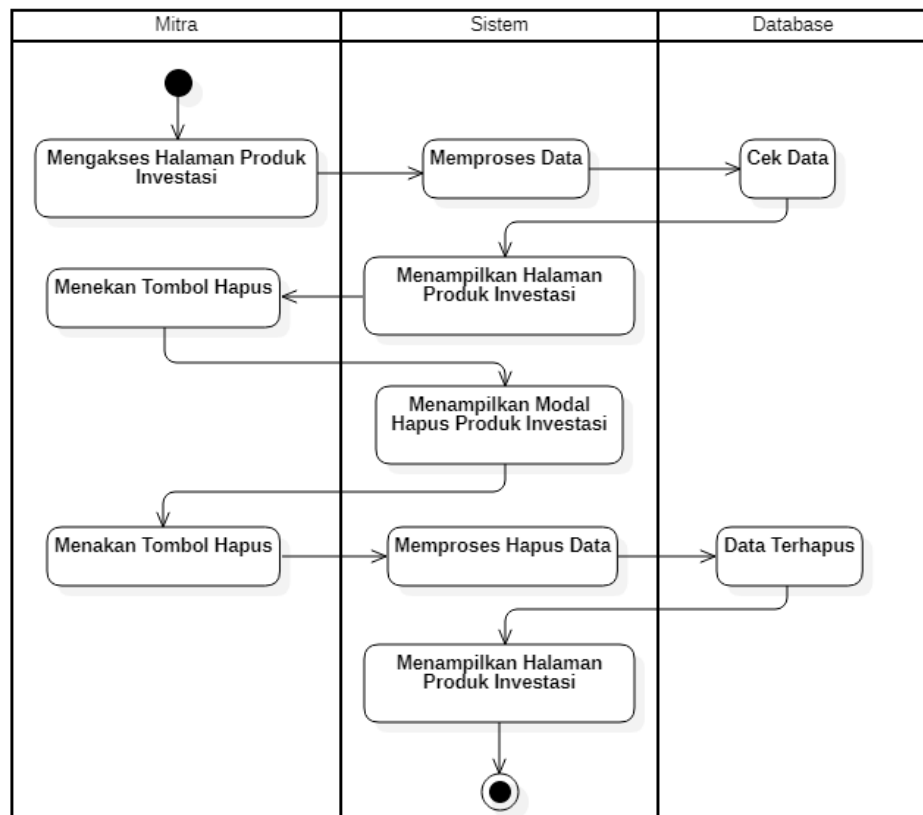 Mitra
Sistem
Database
Mengakses Halaman Produk
Investasi
Memproses Data
Cek Data
Menampilkan Halaman
Produk Investasi
Menekan Tombol Hapus
Menampilkan Modal
Hapus Produk Investasi
Menakan Tombol Hapus
Memproses Hapus Data
Data Terhapus
Menampilkan Halaman
Produk Investasi